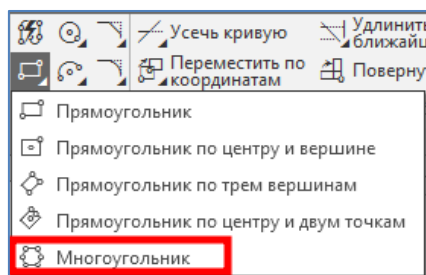 Усечь кривую
Удлинить
ближай
Переместить по
координатам
Поверну
Прямоугольник
Прямоугольник по центру и вершине
Прямоугольник по трем вершинам
Прямоугольник по центру и двум точкам
Многоугольник